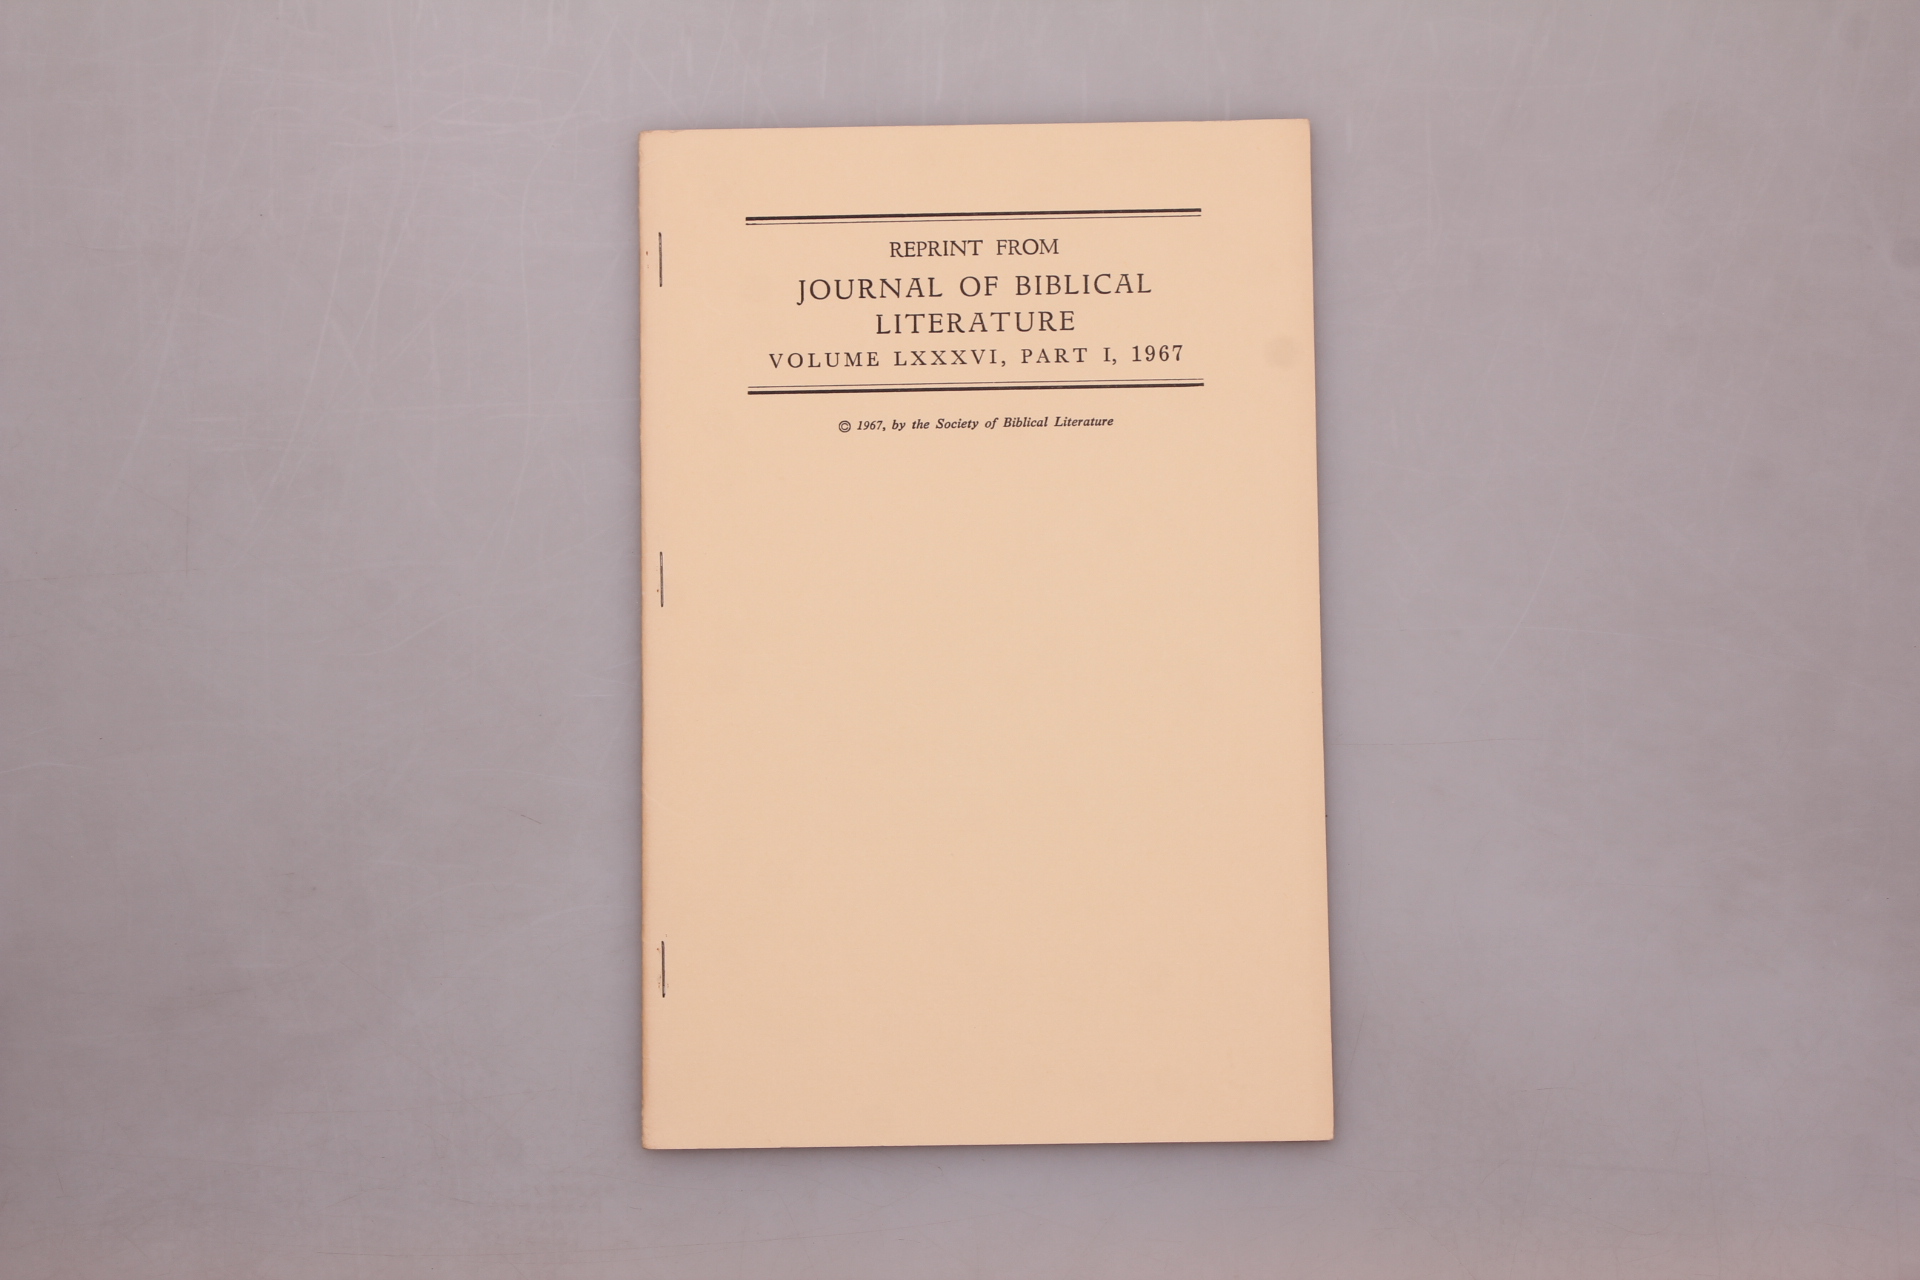 REPRINT FROM
JOURNAL OF BIBLICAL
LITERATURE
VOLUME LXXXVI, PART I, 1967
© 1967, by the Society of Biblical Literature